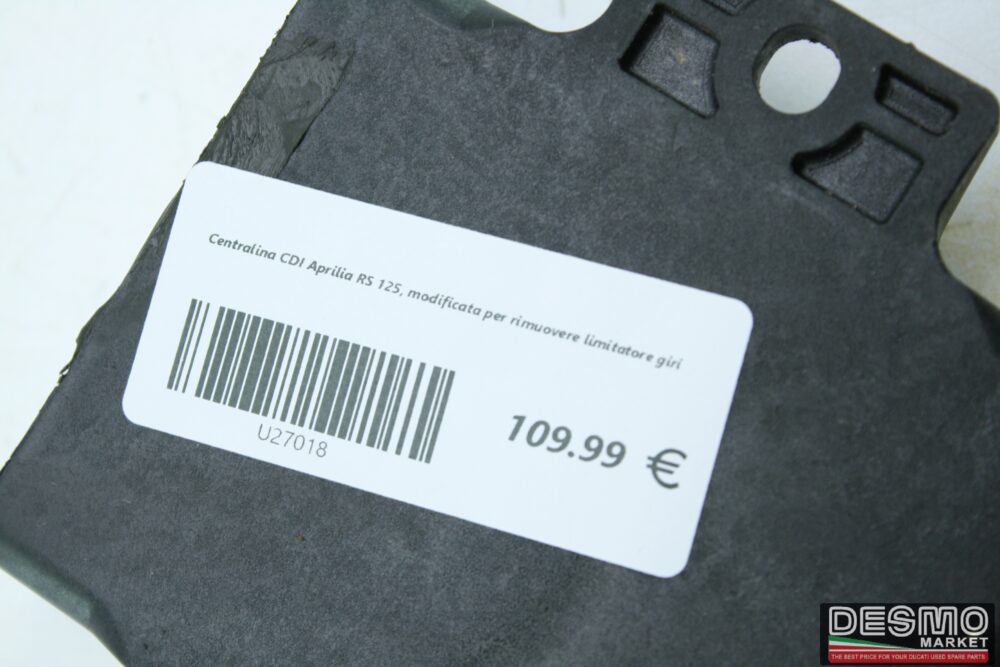 Centralina CDI Aprilia RS 125, modificata per rimuovere limitatore giri
U27018
109.99 €
DESMO
MARKET
THE BEST PRICE FOR YOUR DUCATI USED SPARE PARTS